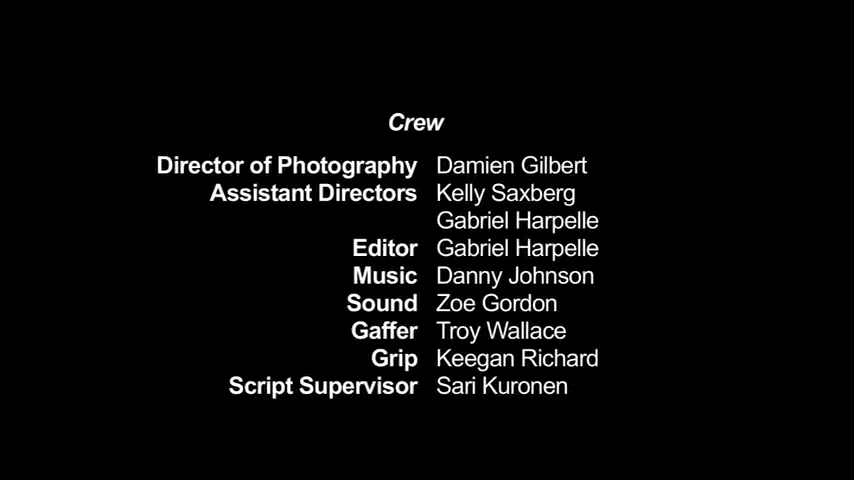 Crew
Director of Photography Damien Gilbert
Assistant Directors Kelly Saxberg
Gabriel Harpelle
Editor Gabriel Harpelle
Music Danny Johnson
Sound Zoe Gordon
Gaffer Troy Wallace
Grip Keegan Richard
Script Supervisor Sari Kuronen